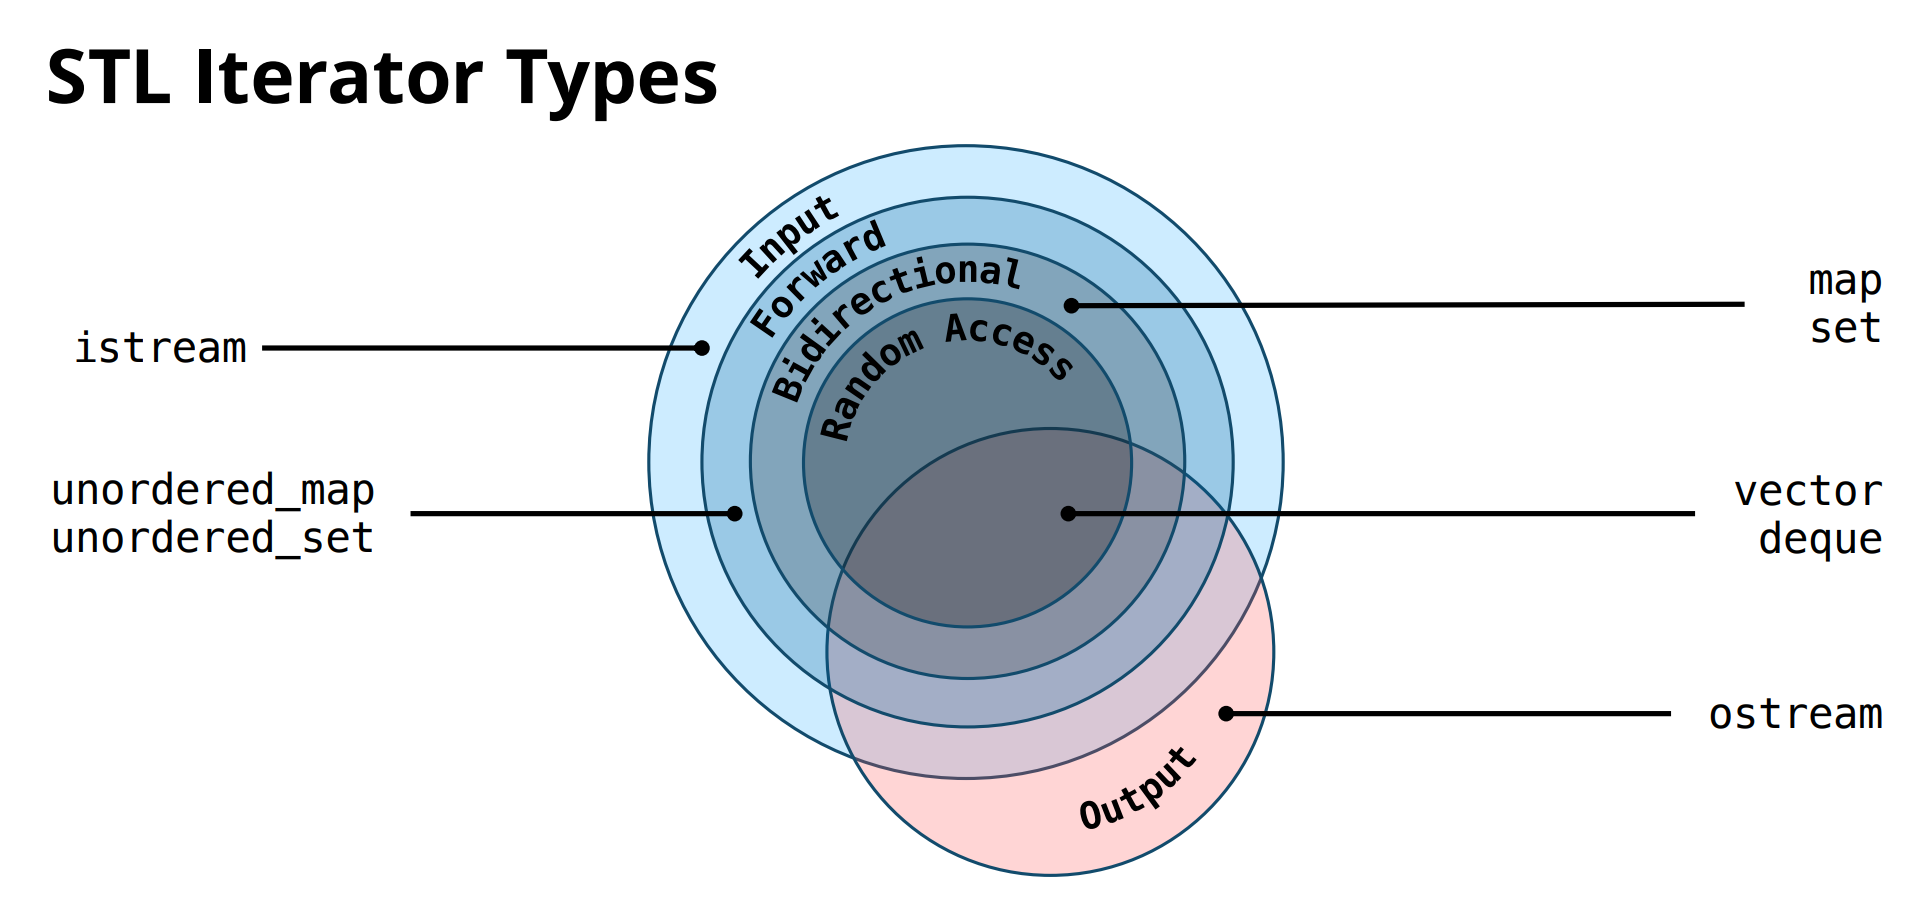 STL Iterator Types
Input
Forward
Bidirectional
Random Access
istream
unordered_map
unordered_set
map
set
vector
deque
ostream
Output